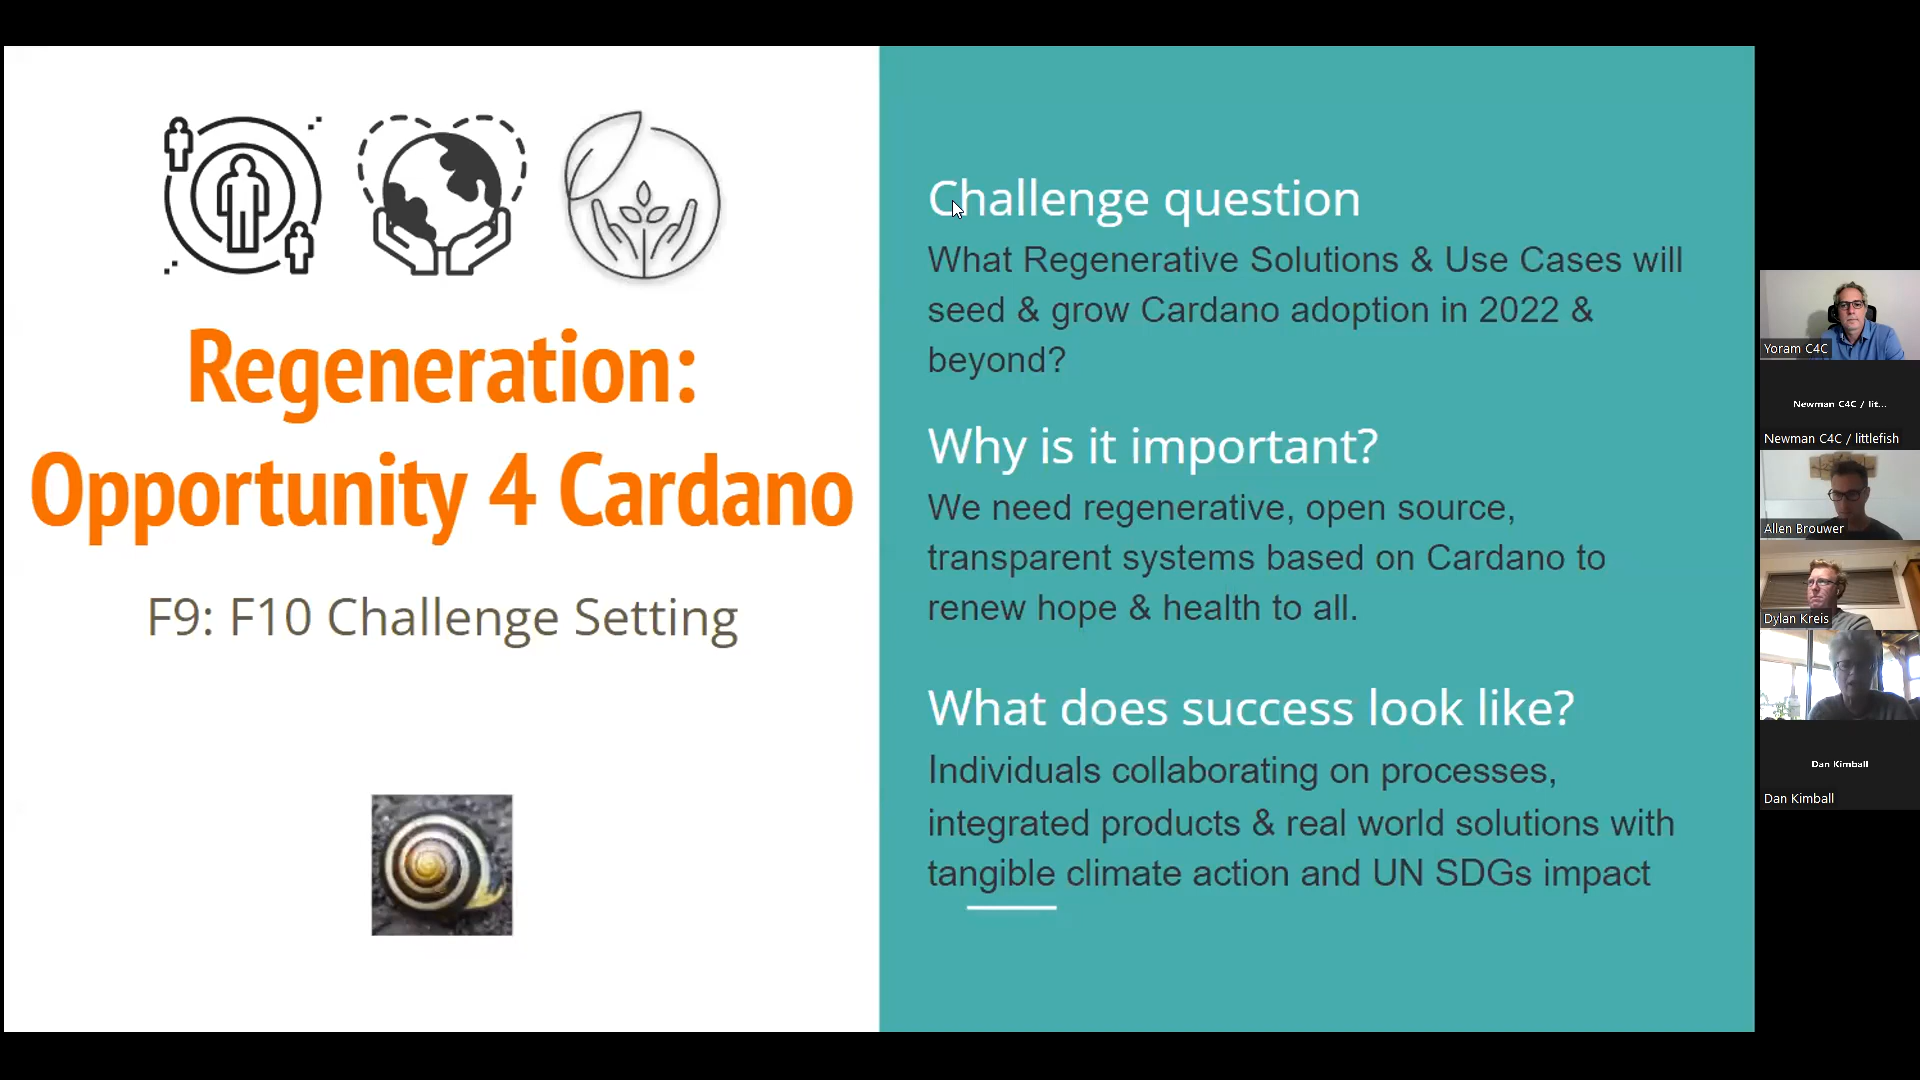 Regeneration:
Opportunity 4 Cardano
F9: F10 Challenge Setting
Challenge question
What Regenerative Solutions & Use Cases will
seed & grow Cardano adoption in 2022 &
beyond?
Why is it important?
We need regenerative, open source,
transparent systems based on Cardano to
renew hope & health to all.
What does success look like?
Individuals collaborating on processes,
integrated products & real world solutions with
tangible climate action and UN SDGs impact
Yoram C4C
Newman C4C / lit...
Newman C4C / littlefish
Allen Brouwer
Dylan Kreis
Dan Kimball
Dan Kimball